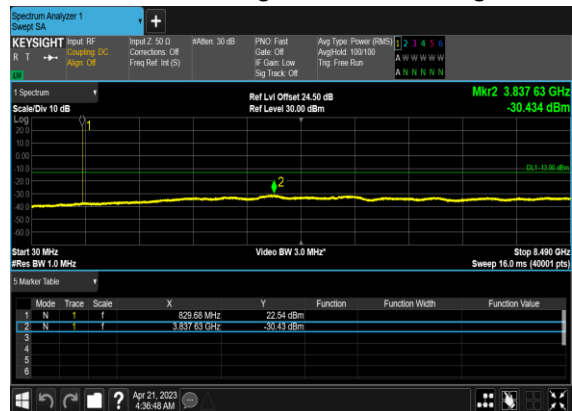 Spectrum Analyzer 1
Swept SA
+
KEYSIGHT Input: RF Input Z: 50 Ω #Atten: 30 dB PNO: Fast Avg Type: Power (RMS) 1 2 3 4 5 6
R T Coupling: DC Corrections: Off Gate: Off Avg|Hold: 100/100 A W W W W W
Align: Off Freq Ref: Int (S) IF Gain: Low Trig: Free Run
Sig Track: Off A N N N N N
1 Spectrum Ref Lvl Offset 24.50 dB Mkr2 3.837 63 GHz
Scale/Div 10 dB Ref Level 30.00 dBm -30.434 dBm
Log
20.0
10.0
0.00
-10.0
-20.0
-30.0
-40.0
-50.0
-60.0
1
2
DL1 -13.00 dBm
Start 30 MHz Video BW 3.0 MHz* Stop 8.490 GHz
#Res BW 1.0 MHz Sweep 16.0 ms (40001 pts)
5 Marker Table
Mode Trace Scale X Y Function Function Width Function Value
1 N 1 f 829.68 MHz 22.54 dBm
2 N 1 f 3.837 63 GHz -30.43 dBm
3
4
5
6
? Apr 21, 2023
4:36:48 AM